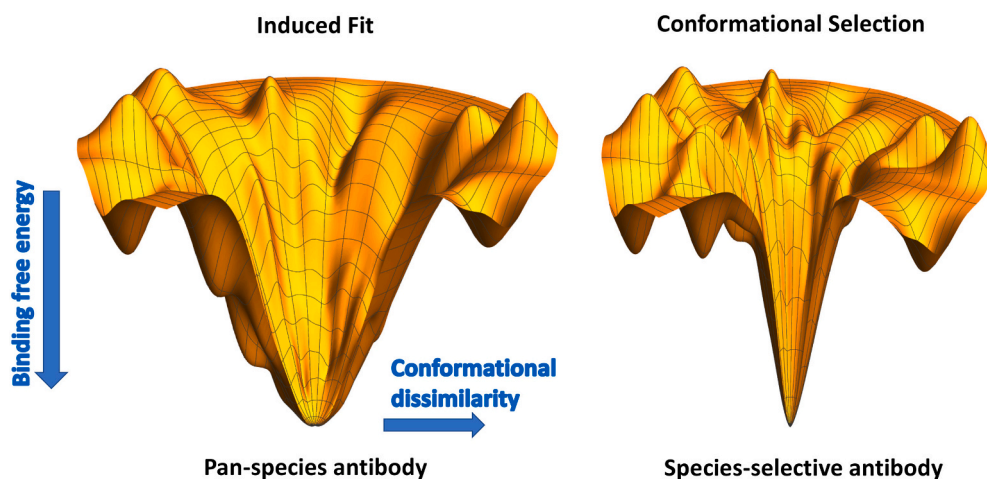 Induced Fit
Conformational Selection
Binding free energy
Conformational
dissimilarity
Pan-species antibody
Species-selective antibody